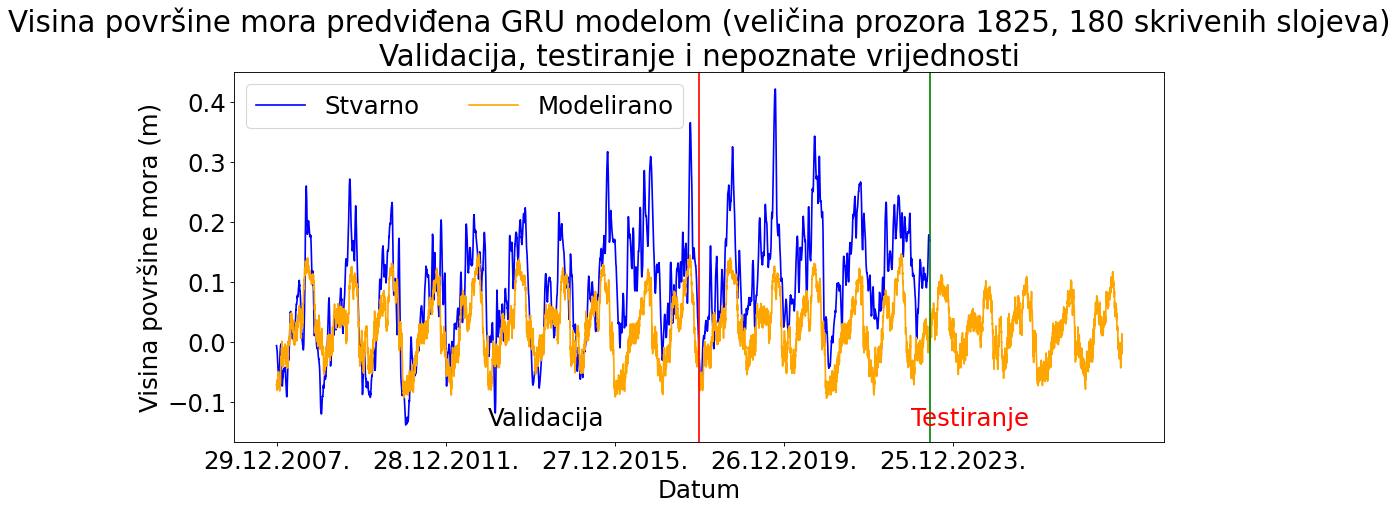 Visina površine mora predviđena GRU modelom (veličina prozora 1825, 180 skrivenih slojeva)
Validacija, testiranje i nepoznate vrijednosti
Stvarno Modelirano
Visina površine mora (m)
0.4
0.3
0.2
0.1
0.0
−0.1
Validacija Testiranje
29.12.2007. 28.12.2011. 27.12.2015. 26.12.2019. 25.12.2023.
Datum